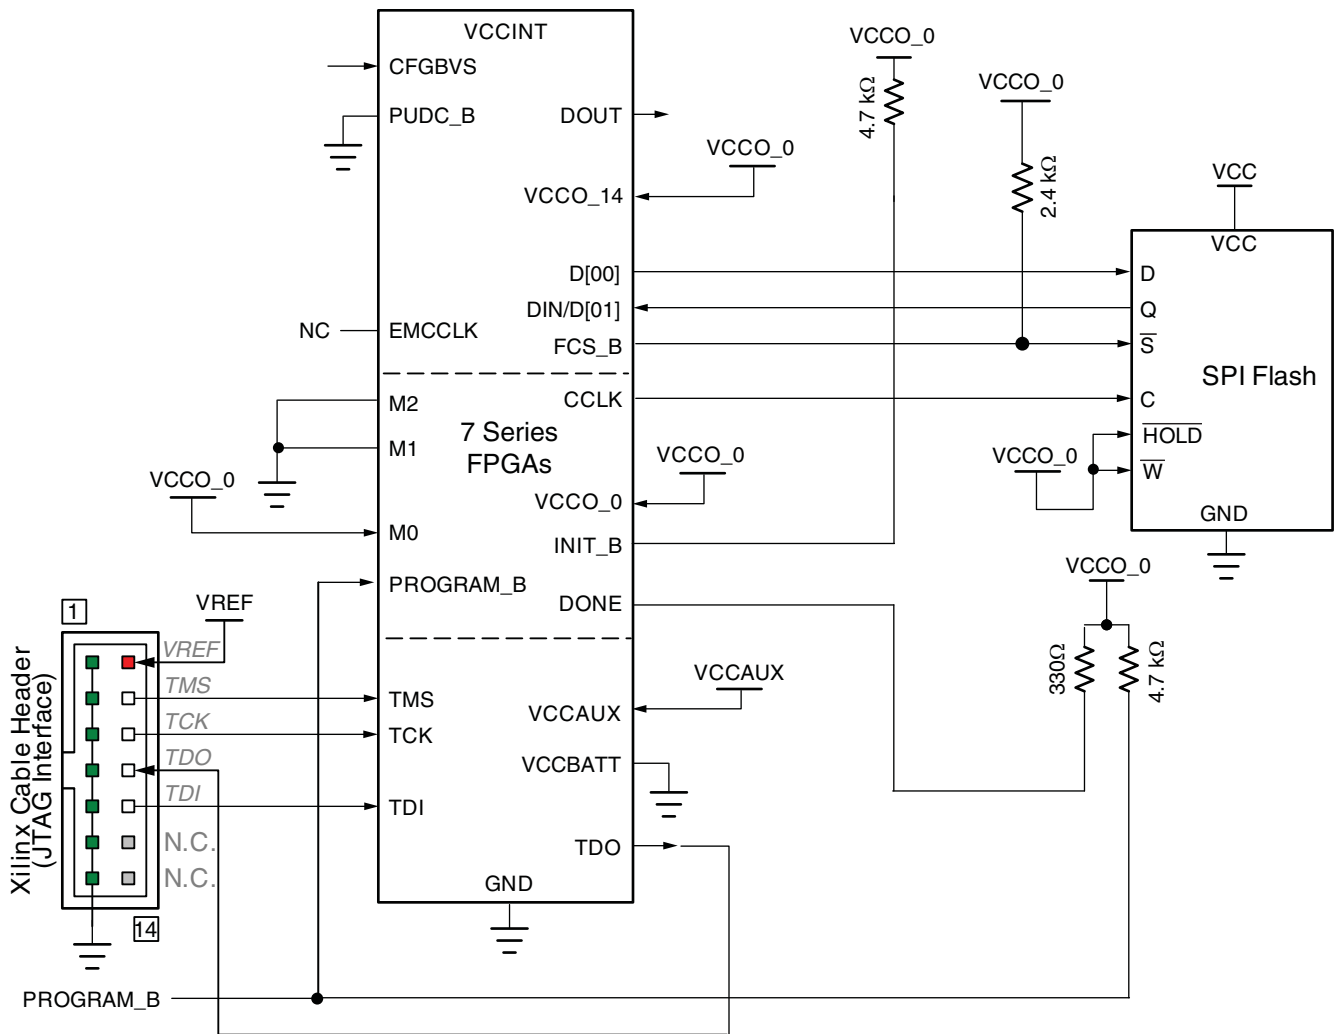 VCCINT
CFGBVS
PUDC_B
DOUT
VCCO_0
VCCO_14
VCCO_0
4.7 kΩ
VCCO_0
2.4 kΩ
VCC
VCC
D[00]
D
DIN/D[01]
Q
NC
EMCCLK
FCS_B
S
SPI Flash
M2
CCLK
C
7 Series
FPGAs
M1
HOLD
VCCO_0
VCCO_0
W
VCCO_0
VCCO_0
GND
M0
INIT_B
VCCO_0
PROGRAM_B
DONE
330Ω
4.7 kΩ
1
VREF
Xilinx Cable Header
(JTAG Interface)
VREF
TMS
TCK
TDO
TDI
N.C.
N.C.
14
TMS
TCK
TDI
VCCAUX
VCCAUX
VCCBATT
TDO
GND
PROGRAM_B